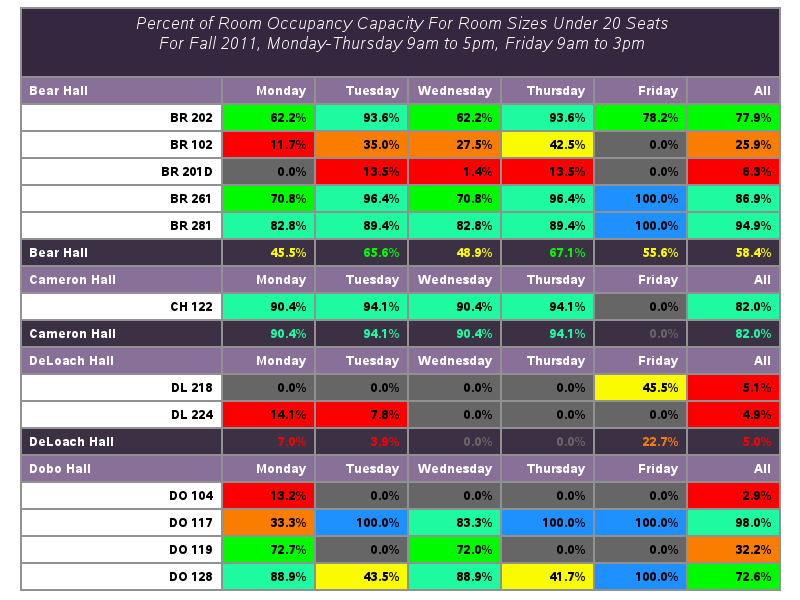 Percent of Room Occupancy Capacity For Room Sizes Under 20 Seats
For Fall 2011, Monday-Thursday 9am to 5pm, Friday 9am to 3pm
Bear Hall Monday Tuesday Wednesday Thursday Friday All
BR 202 62.2% 93.6% 62.2% 93.6% 78.2% 77.9%
BR 102 11.7% 35.0% 27.5% 42.5% 0.0% 25.9%
BR 201D 0.0% 13.5% 1.4% 13.5% 0.0% 6.3%
BR 261 70.8% 96.4% 70.8% 96.4% 100.0% 86.9%
BR 281 82.8% 89.4% 82.8% 89.4% 100.0% 94.9%
Bear Hall 45.5% 65.6% 48.9% 67.1% 55.6% 58.4%
Cameron Hall Monday Tuesday Wednesday Thursday Friday All
CH 122 90.4% 94.1% 90.4% 94.1% 0.0% 82.0%
Cameron Hall 90.4% 94.1% 90.4% 94.1% 0.0% 82.0%
DeLoach Hall Monday Tuesday Wednesday Thursday Friday All
DL 218 0.0% 0.0% 0.0% 0.0% 45.5% 5.1%
DL 224 14.1% 7.8% 0.0% 0.0% 0.0% 4.9%
DeLoach Hall 7.0% 3.9% 0.0% 0.0% 22.7% 5.0%
Dobo Hall Monday Tuesday Wednesday Thursday Friday All
DO 104 13.2% 0.0% 0.0% 0.0% 0.0% 2.9%
DO 117 33.3% 100.0% 83.3% 100.0% 100.0% 98.0%
DO 119 72.7% 0.0% 72.0% 0.0% 0.0% 32.2%
DO 128 88.9% 43.5% 88.9% 41.7% 100.0% 72.6%